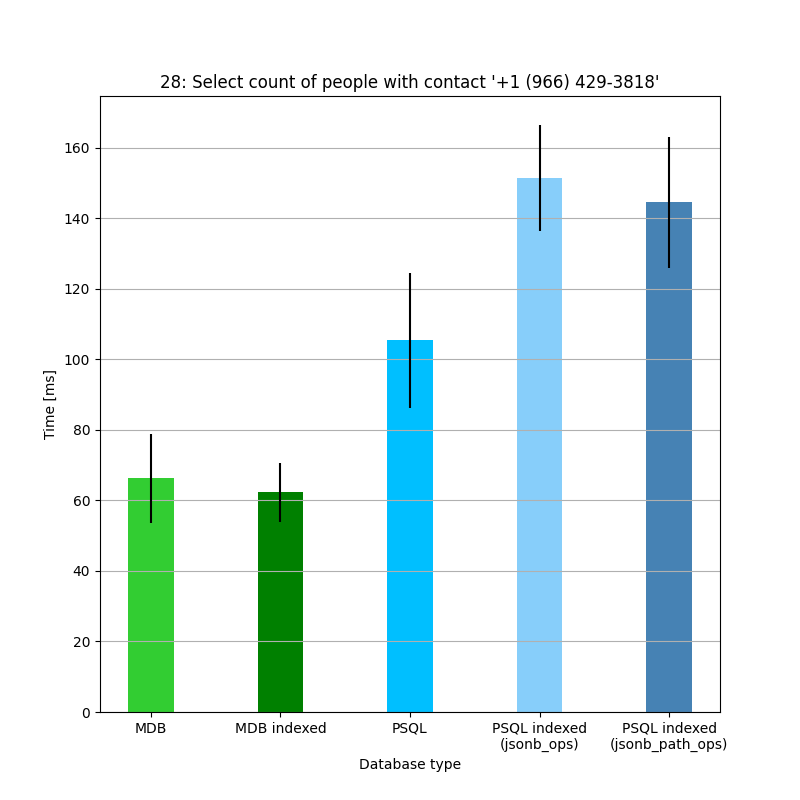 28: Select count of people with contact '+1 (966) 429-3818'
160
140
120
100
80
60
40
20
0
Time [ms]
MDB
MDB indexed
PSQL
PSQL indexed
(jsonb_ops)
PSQL indexed
(jsonb_path_ops)
Database type